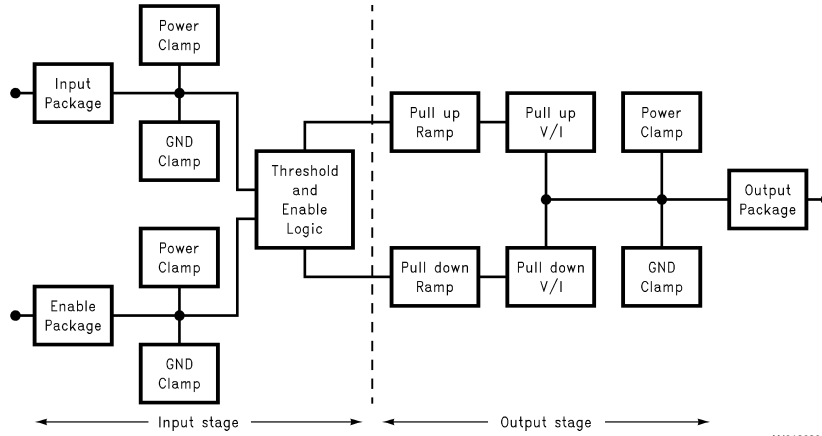 Power
Clamp
Input
Package
GND
Clamp
Threshold
and
Enable
Logic
Power
Clamp
Enable
Package
GND
Clamp
Pull up
Ramp
Pull up
V/I
Power
Clamp
Output
Package
Pull down
Ramp
Pull down
V/I
GND
Clamp
Input stage
Output stage